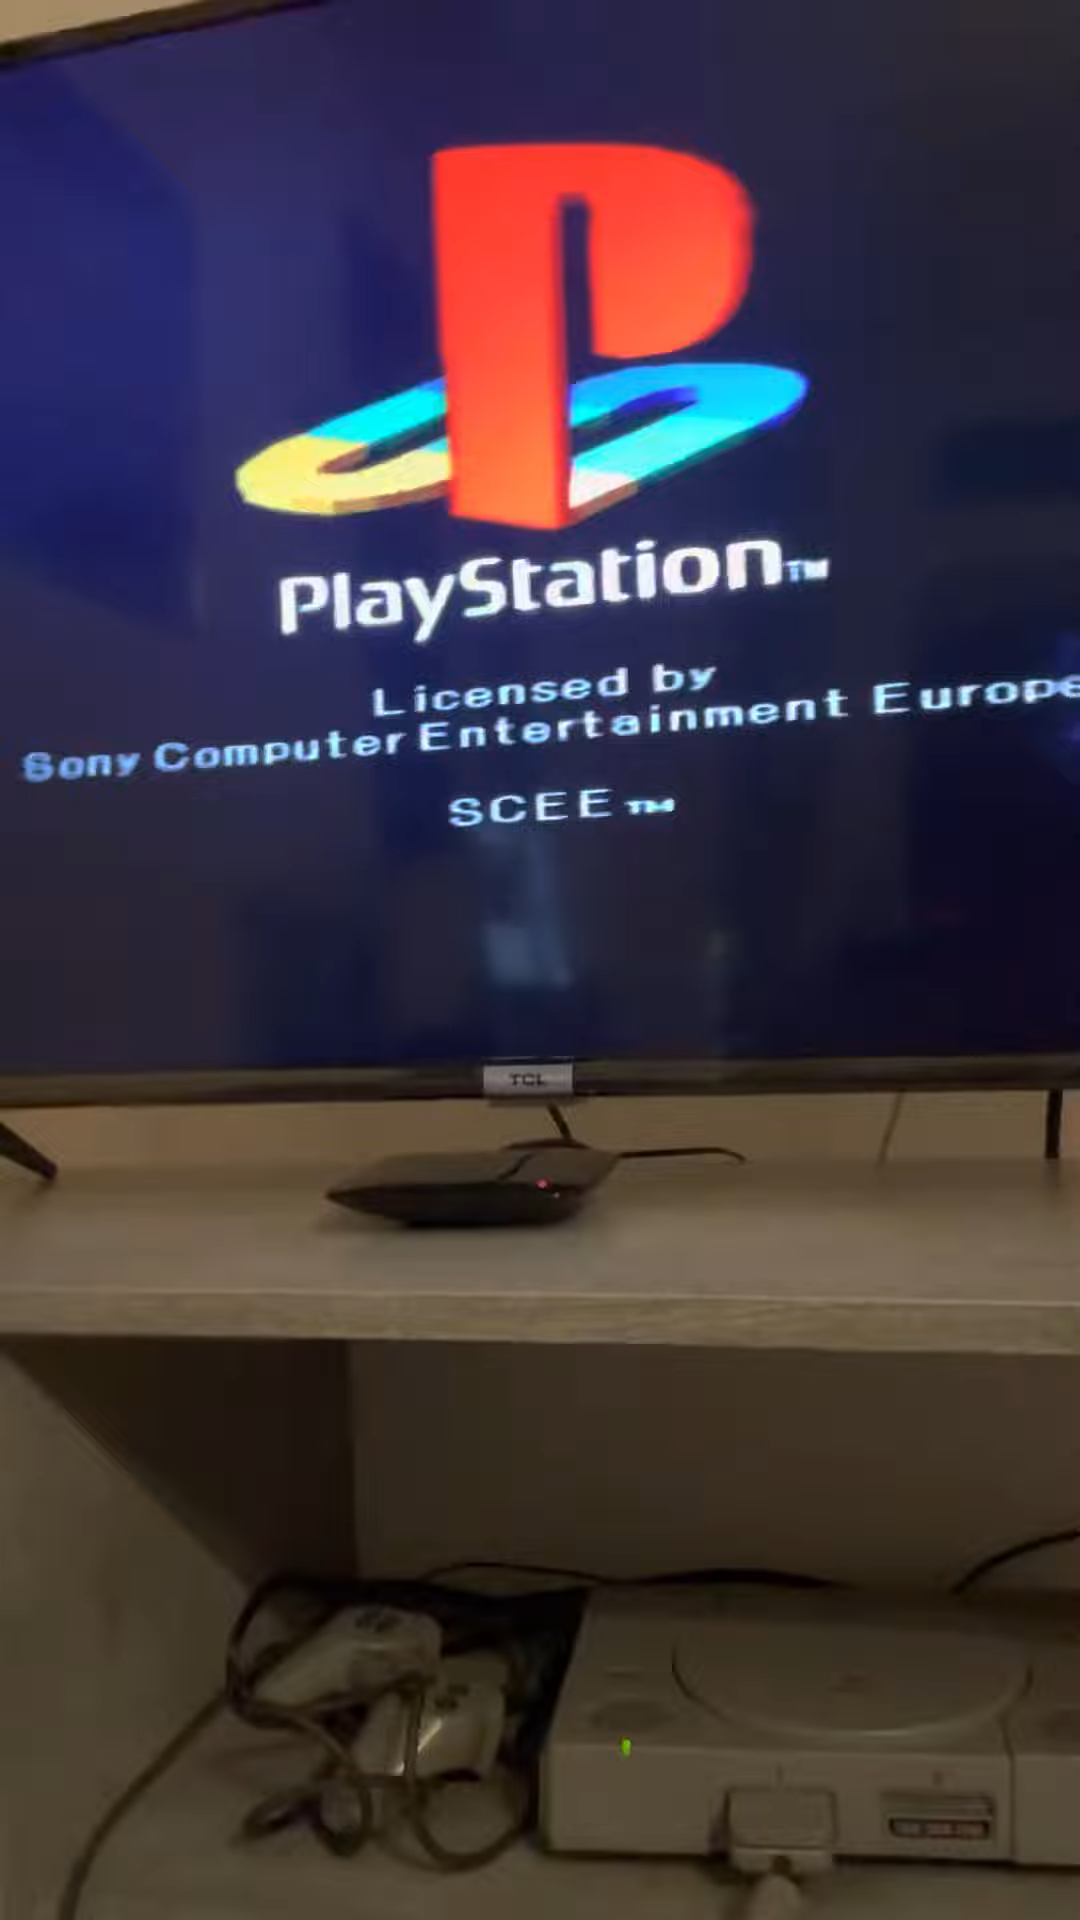 PlayStation™
Licensed by
Sony Computer Entertainment Europe
SCEE™
TCL